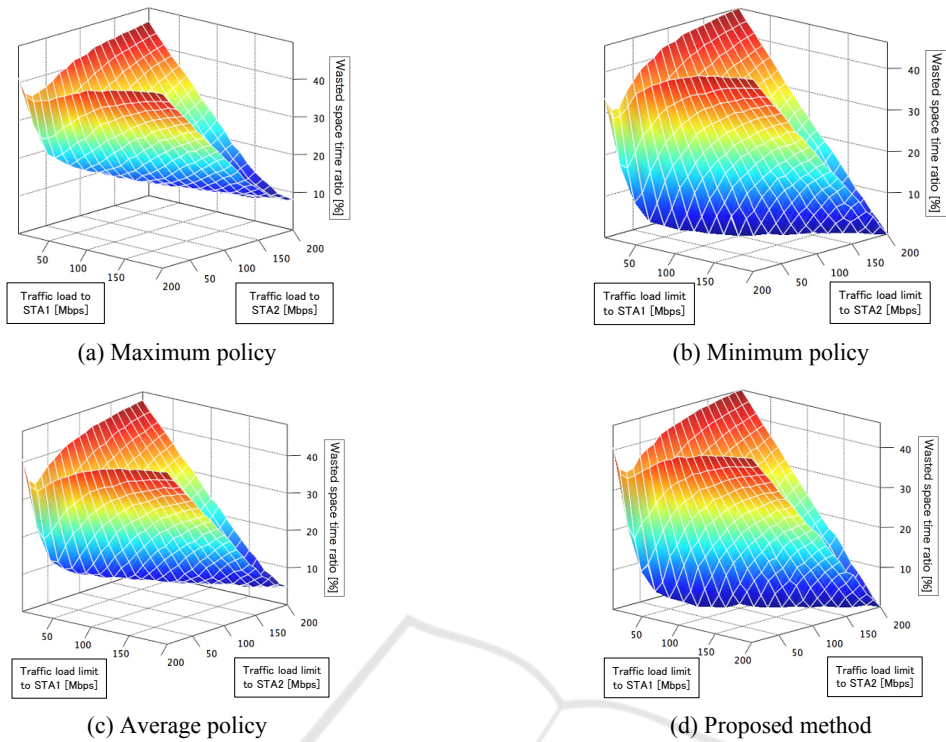 40
30
20
10
Wasted space time ratio [%]
50
100
150
200
50
100
150
200
Traffic load to
STA1 [Mbps]
Traffic load to
STA2 [Mbps]
(a) Maximum policy
40
30
20
10
Wasted space time ratio [%]
50
100
150
200
50
100
150
200
Traffic load limit
to STA1 [Mbps]
Traffic load limit
to STA2 [Mbps]
(b) Minimum policy
40
30
20
10
Wasted space time ratio [%]
50
100
150
200
50
100
150
200
Traffic load limit
to STA1 [Mbps]
Traffic load limit
to STA2 [Mbps]
(c) Average policy
40
30
20
10
Wasted space time ratio [%]
50
100
150
200
50
100
150
200
Traffic load limit
to STA1 [Mbps]
Traffic load limit
to STA2 [Mbps]
(d) Proposed method